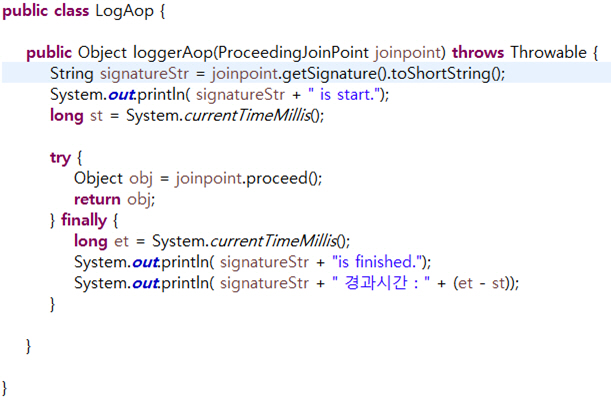 public class LogAop {
public Object loggerAop(ProceedingJoinPoint joinpoint) throws Throwable {
String signatureStr = joinpoint.getSignature().toShortString();
System.out.println( signatureStr + " is start.");
long st = System.currentTimeMillis();
try {
Object obj = joinpoint.proceed();
return obj;
} finally {
long et = System.currentTimeMillis();
System.out.println( signatureStr + "is finished.");
System.out.println( signatureStr + " 경과시간 : " + (et - st));
}
}
}